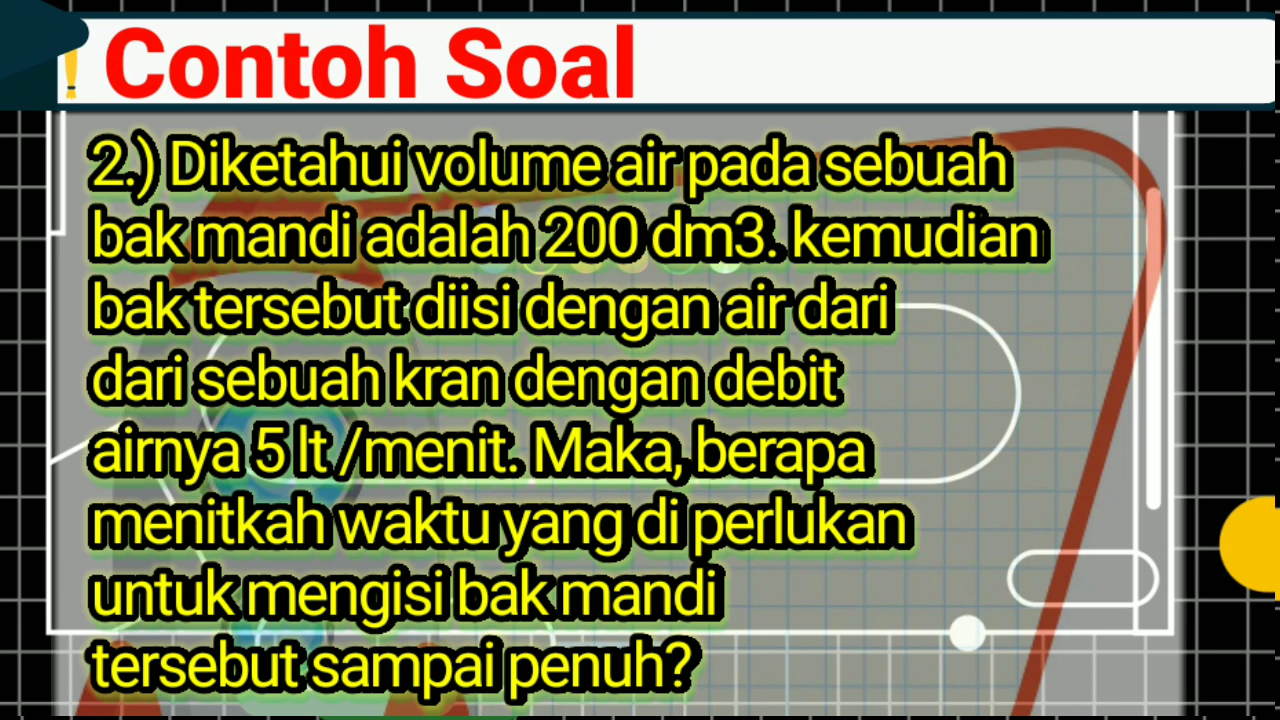 Contoh Soal
2.) Diketahui volume air pada sebuah
bak mandi adalah 200 dm3. kemudian
bak tersebut diisi dengan air dari
dari sebuah kran dengan debit
airnya 5 lt /menit. Maka, berapa
menitkah waktu yang di perlukan
untuk mengisi bak mandi
tersebut sampai penuh?